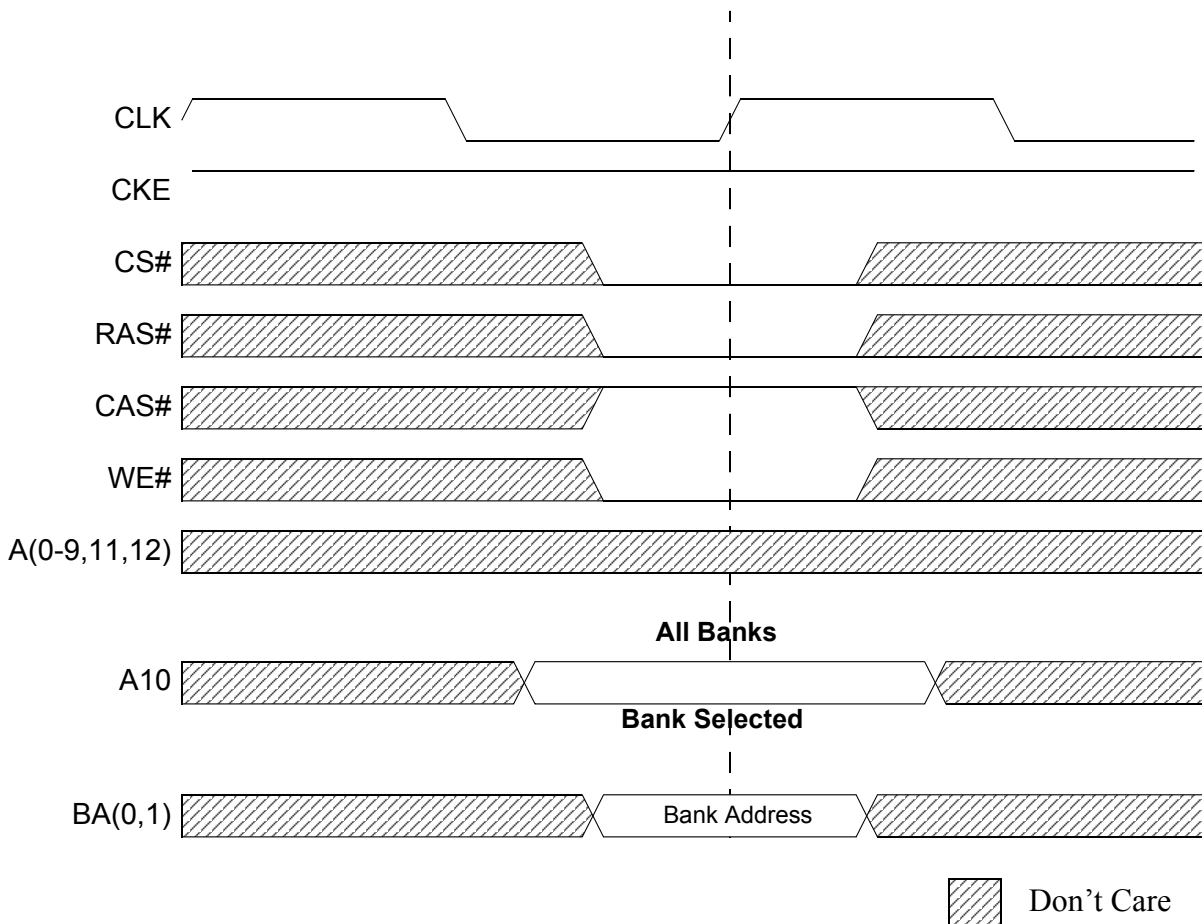 CLK
CKE
CS#
RAS#
CAS#
WE#
A(0-9,11,12)
All Banks
A10
Bank Selected
BA(0,1)
Bank Address
Don’t Care